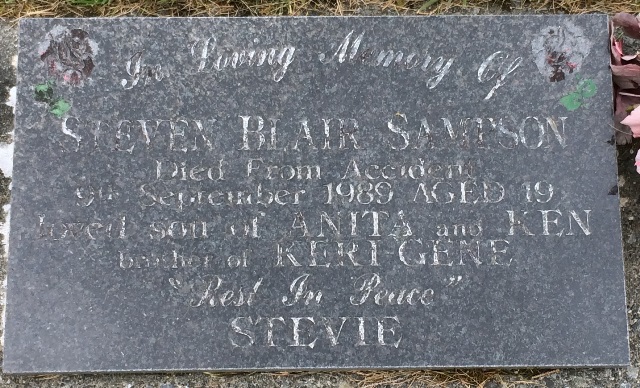 In Loving Memory Of
STEVEN BLAIR SAMPSON
Died From Accident
9th September 1989 AGED 19
loved son of ANITA and KEN
brother of KERI GENE
"Rest In Peace"
STEVIE